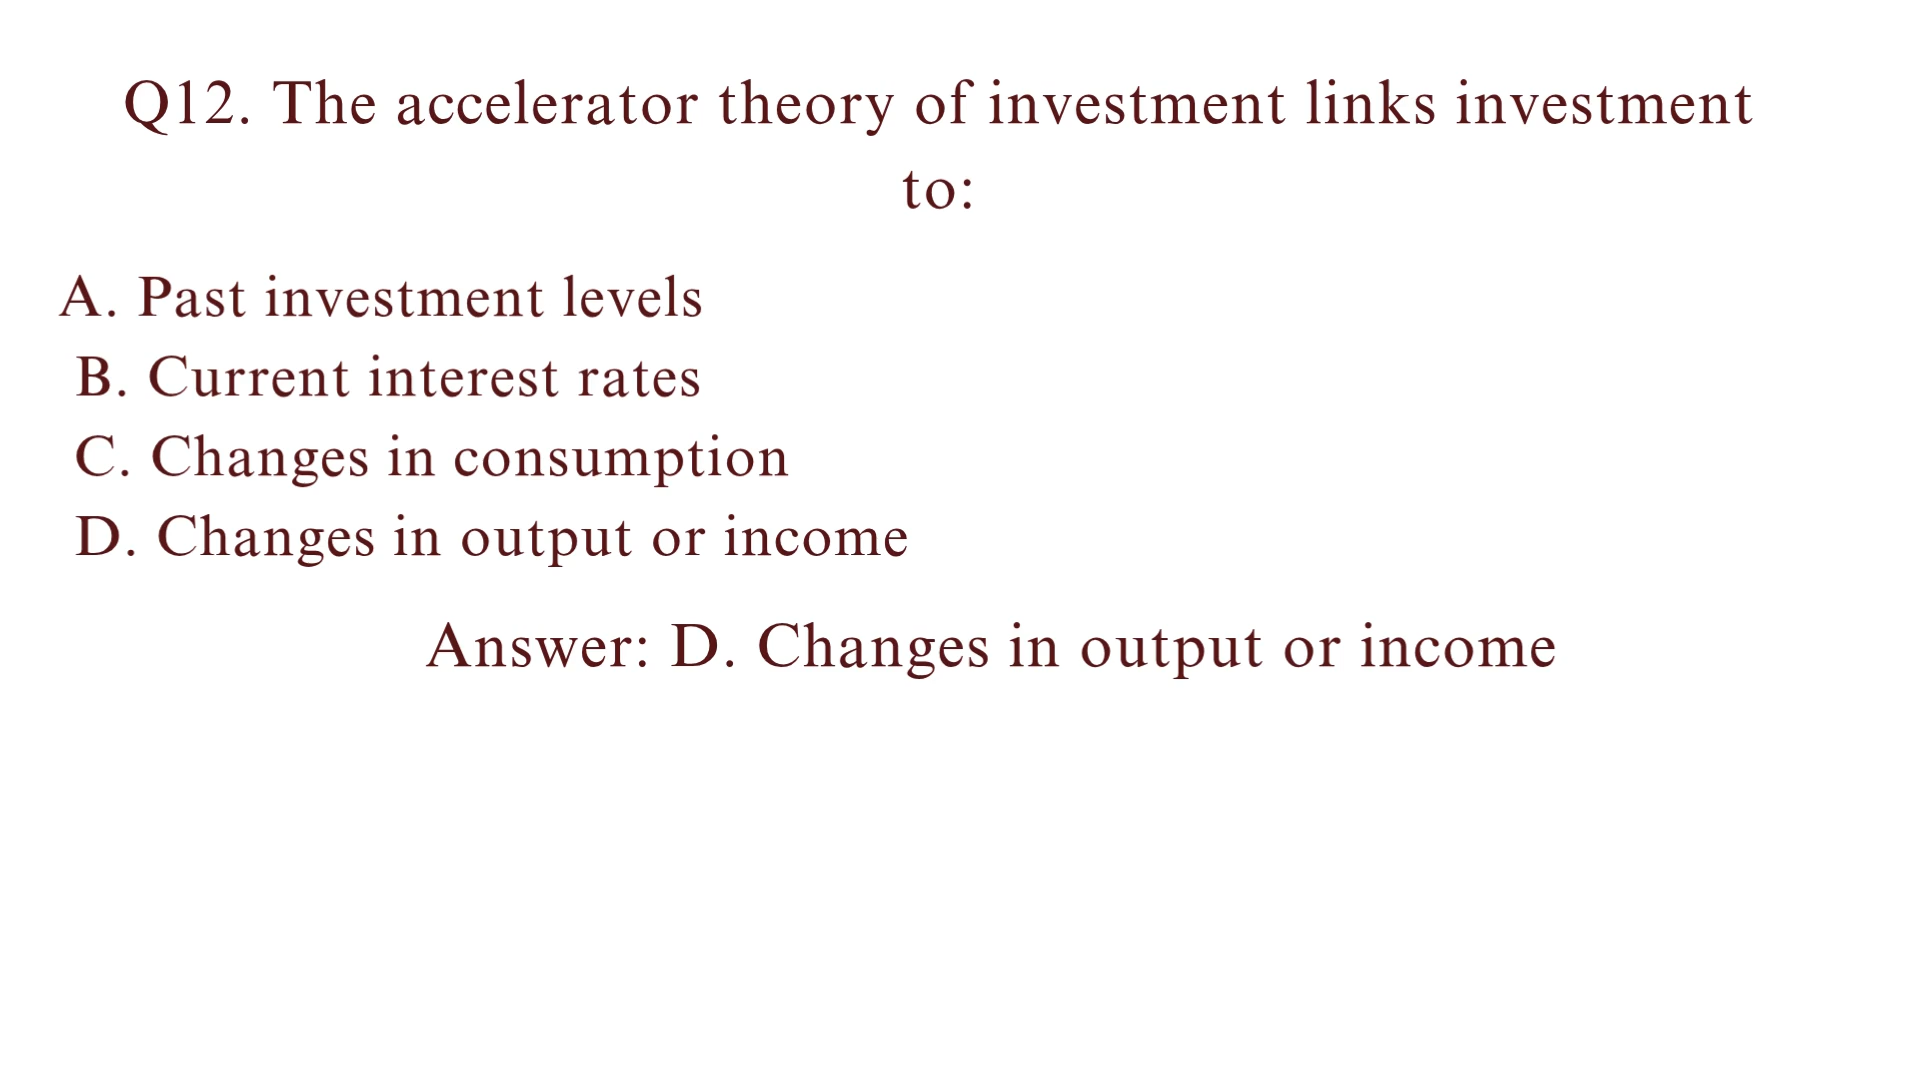 Q12. The accelerator theory of investment links investment
to:
A. Past investment levels
B. Current interest rates
C. Changes in consumption
D. Changes in output or income
Answer: D. Changes in output or income